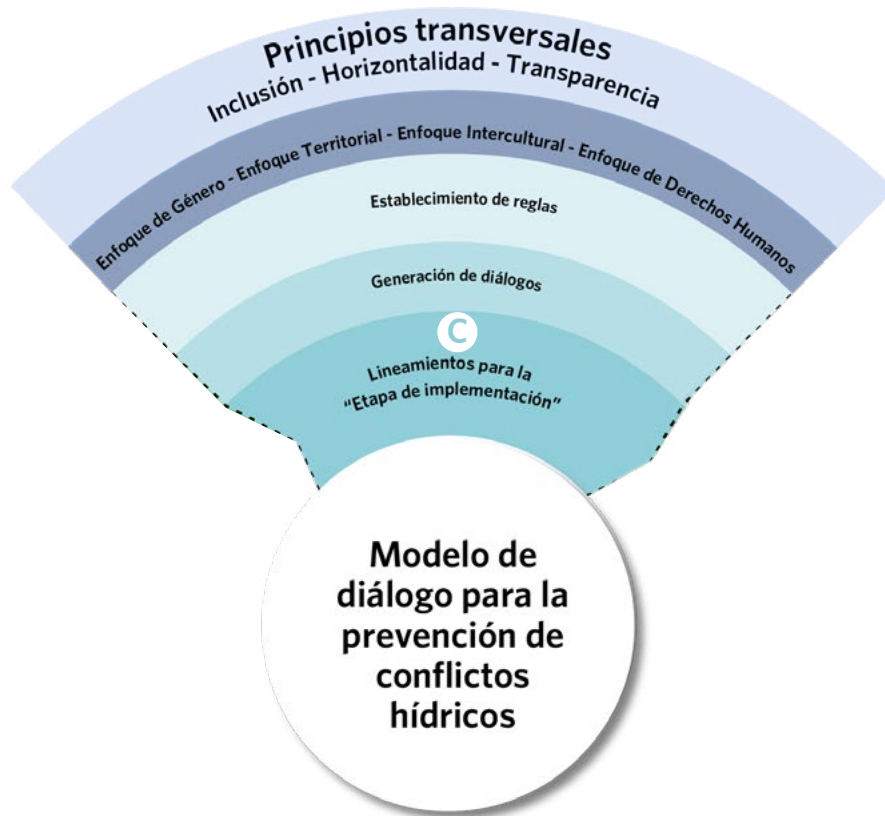 Principios transversales
Inclusión - Horizontalidad - Transparencia
Enfoque de Género - Enfoque Territorial - Enfoque Intercultural - Enfoque de Derechos Humanos
Establecimiento de reglas
Generación de diálogos
C
Lineamientos para la
“Etapa de implementación”
Modelo de
diálogo para la
prevención de
conflictos
hídricos